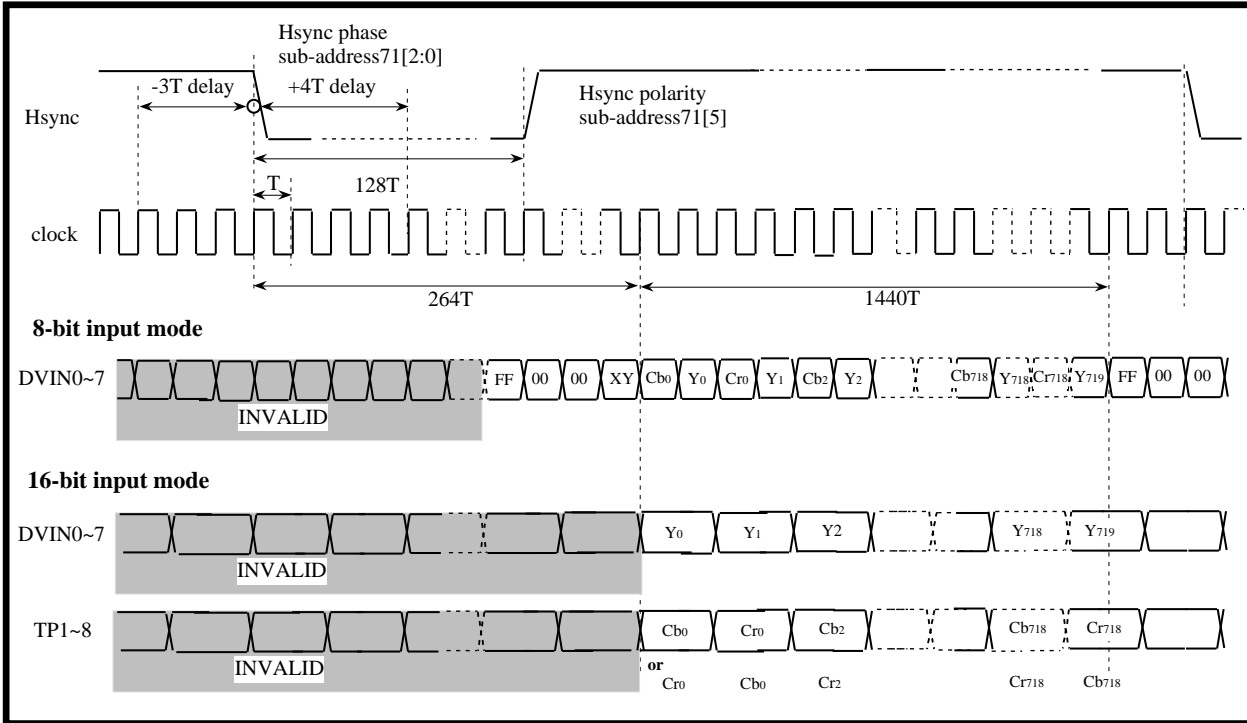 Hsync phase
sub-address71[2:0]
-3T delay
+4T delay
Hsync polarity
sub-address71[5]
Hsync
T
128T
clock
264T
1440T
8-bit input mode
DVIN0~7
FF 00 00 XY Cb0 Y0 Cr0 Y1 Cb2 Y2 Cb718 Y718 Cr718 Y719 FF 00 00
INVALID
16-bit input mode
DVIN0~7
Y0 Y1 Y2 Y718 Y719
INVALID
TP1~8
Cb0 Cr0 Cb2 Cb718 Cr718
INVALID
or
Cr0 Cb0 Cr2 Cr718 Cb718